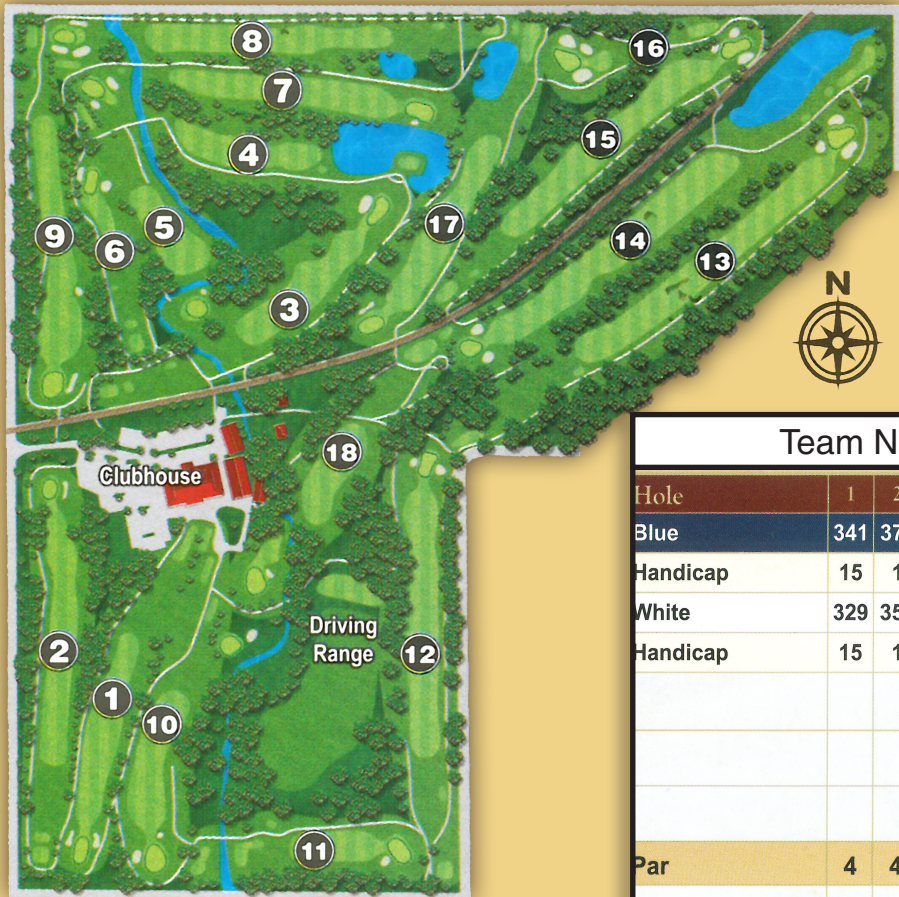 8
16
7
15
4
17
9
5
6
14
13
N
3
18
Clubhouse
Driving
Range
2
12
1
10
11
Team N
Hole 1 2
Blue 341 37
Handicap 15 1
White 329 35
Handicap 15 1
Par 4 4